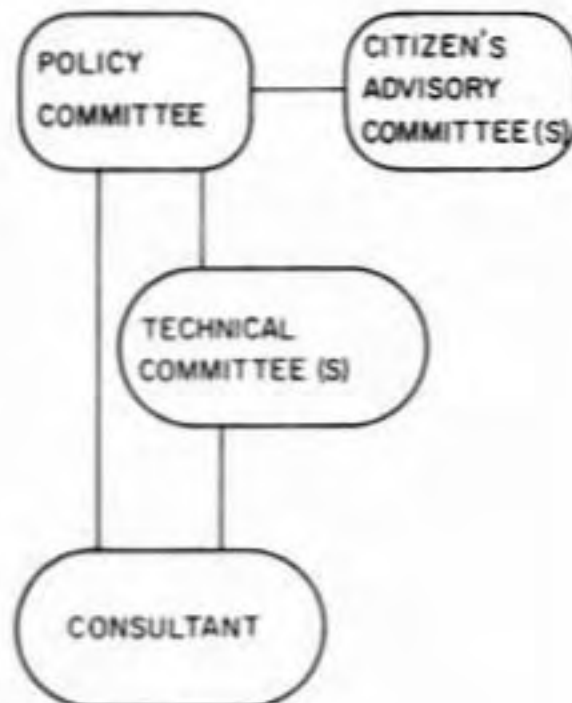 POLICY
COMMITTEE
CITIZEN'S
ADVISORY
COMMITTEE(S)
TECHNICAL
COMMITTEE (S)
CONSULTANT